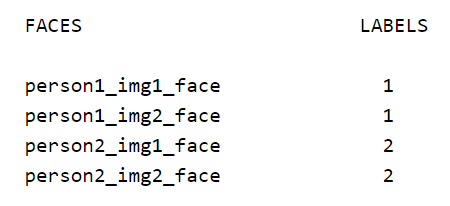 FACES LABELS
person1_img1_face 1
person1_img2_face 1
person2_img1_face 2
person2_img2_face 2